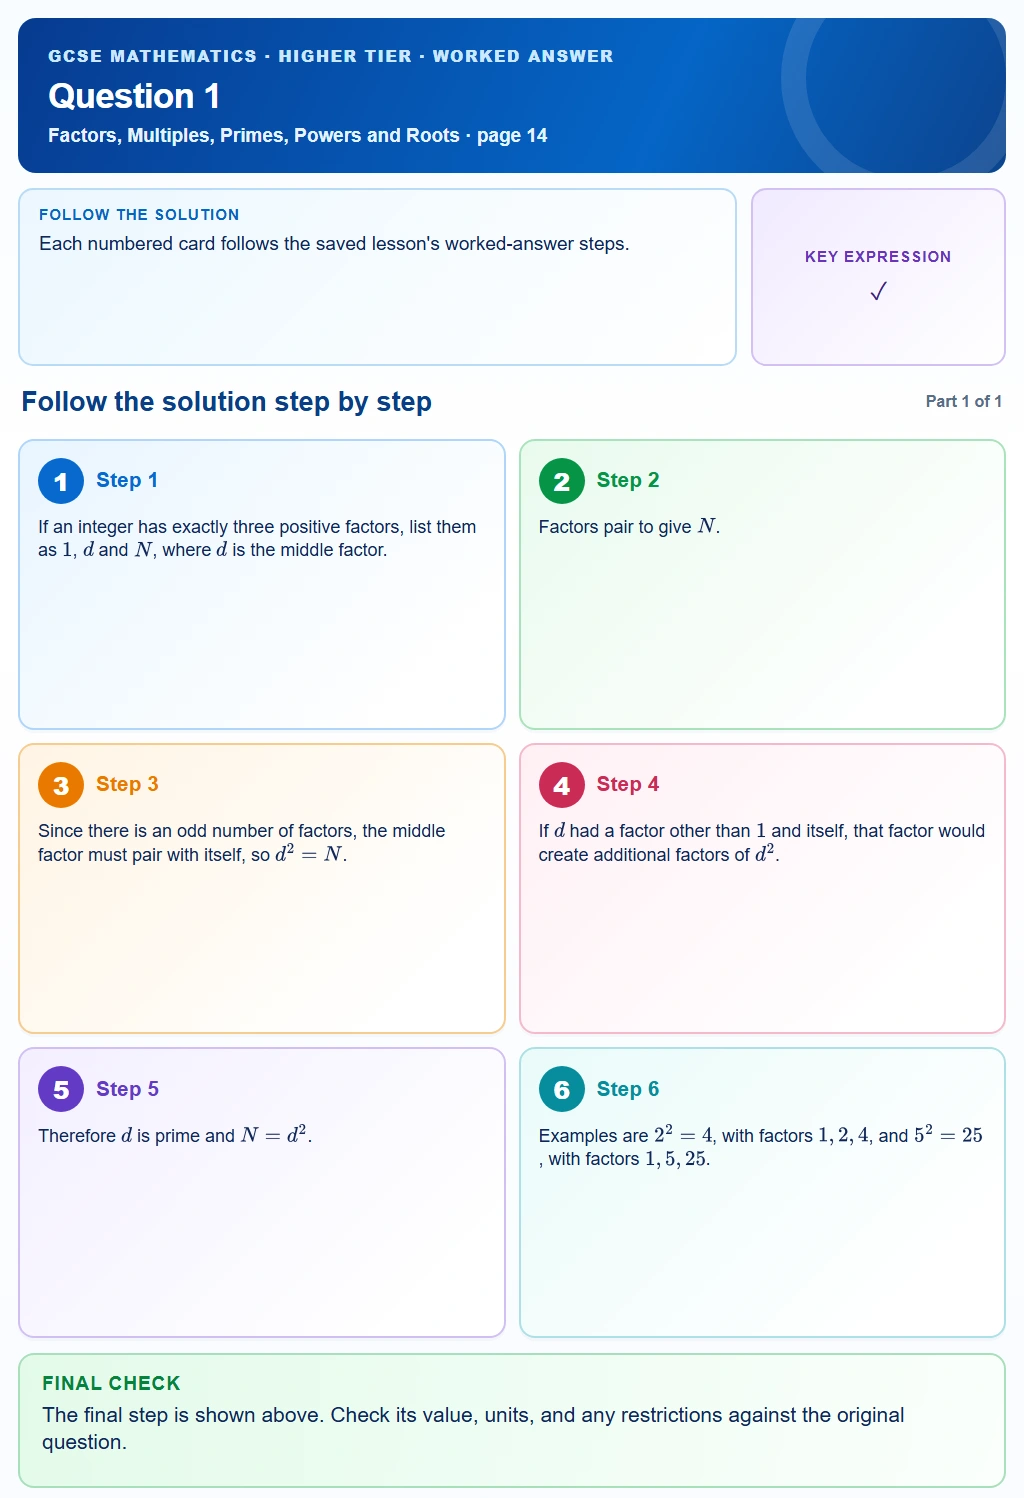 GCSE MATHEMATICS · HIGHER TIER · WORKED ANSWER
Question 1
Factors, Multiples, Primes, Powers and Roots · page 14
FOLLOW THE SOLUTION
Each numbered card follows the saved lesson's worked-answer steps.
KEY EXPRESSION
✓
Follow the solution step by step
Part 1 of 1
1 Step 1
If an integer has exactly three positive factors, list them
as 1, d and N, where d is the middle factor.
2 Step 2
Factors pair to give N.
3 Step 3
Since there is an odd number of factors, the middle
factor must pair with itself, so d² = N.
4 Step 4
If d had a factor other than 1 and itself, that factor would
create additional factors of d².
5 Step 5
Therefore d is prime and N = d².
6 Step 6
Examples are 2² = 4, with factors 1, 2, 4, and 5² = 25
, with factors 1, 5, 25.
FINAL CHECK
The final step is shown above. Check its value, units, and any restrictions against the original
question.